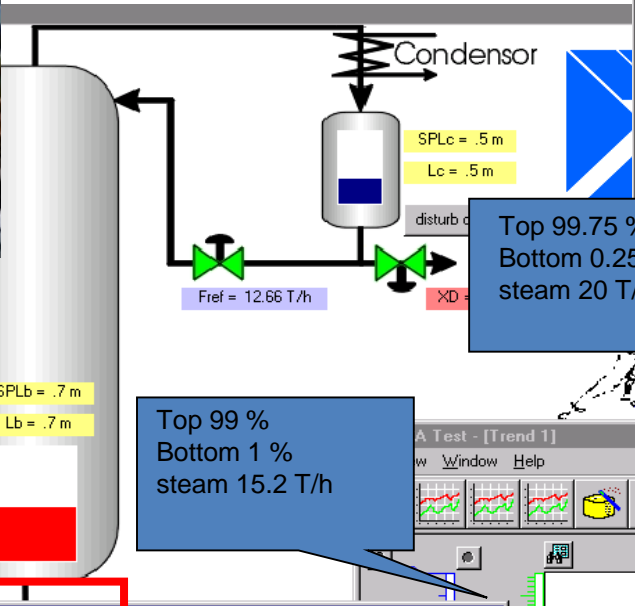 Condensor
SPLc = .5 m
Lc = .5 m
disturb
Top 99.75 %
Bottom 0.25
steam 20 T/
Fref = 12.66 T/h
XD =
SPLb = .7 m
Lb = .7 m
Top 99 %
Bottom 1 %
steam 15.2 T/h
A Test - [Trend 1]
w Window Help